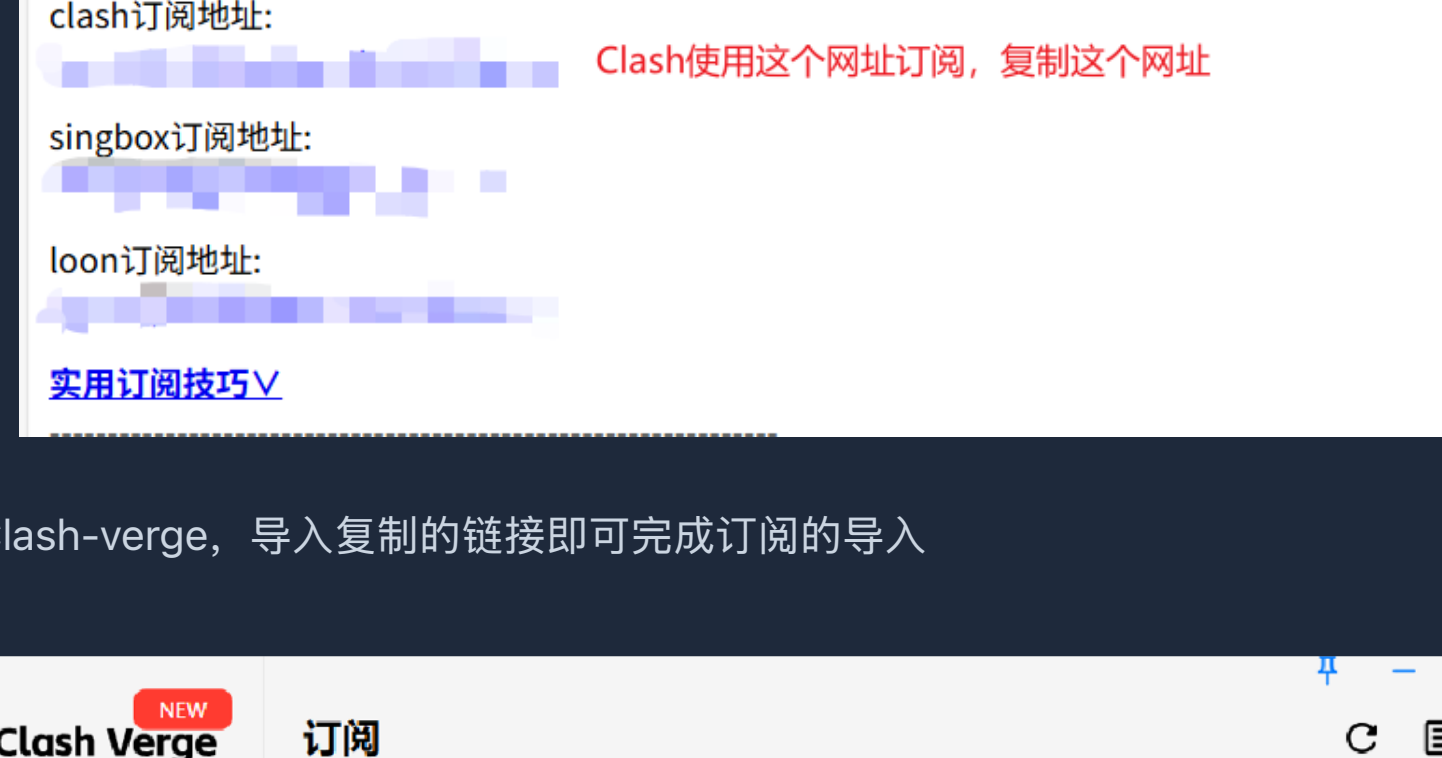 clash订阅地址:
Clash使用这个网址订阅，复制这个网址
singbox订阅地址:
loon订阅地址:
实用订阅技巧∨
------------------------------------------------------------
lash-verge，导入复制的链接即可完成订阅的导入
NEW
Clash Verge
订阅